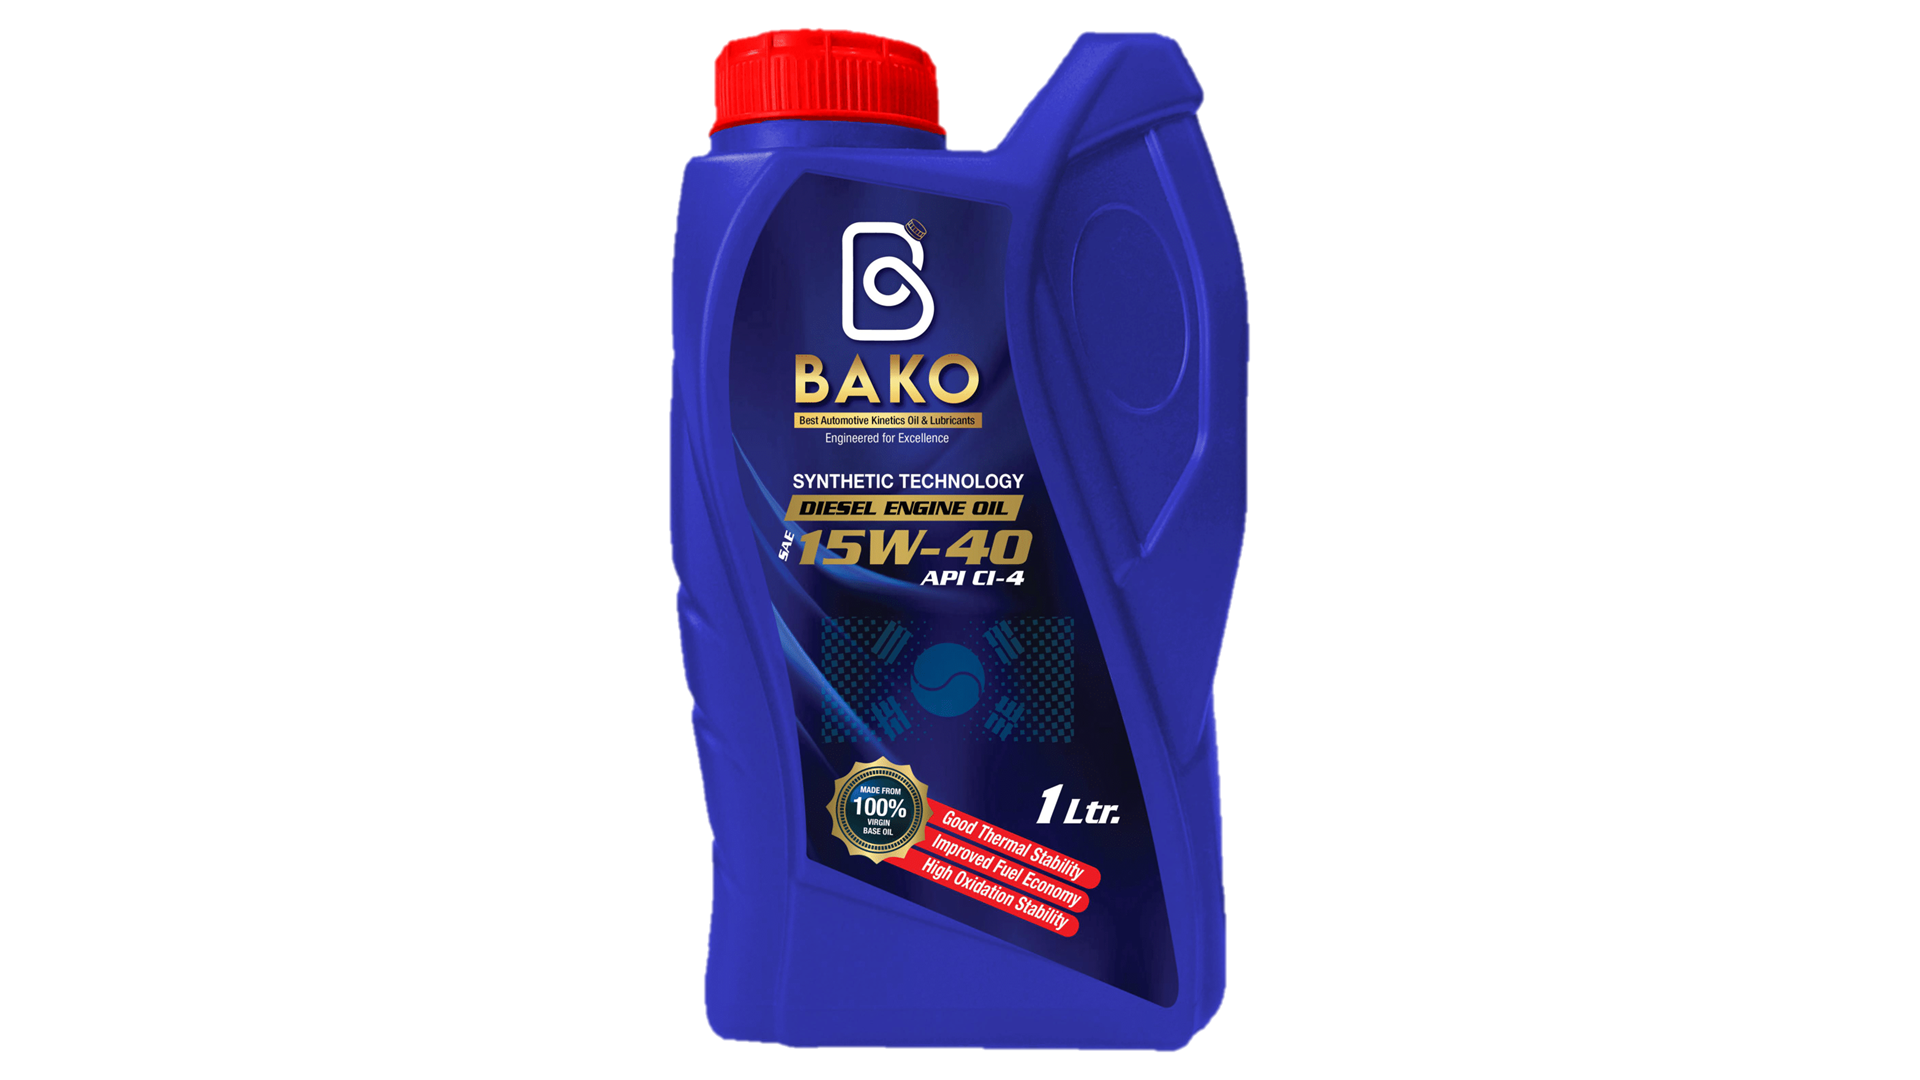 B
BAKO
Best Automotive Kinetics Oil & Lubricants
Engineered for Excellence
SYNTHETIC TECHNOLOGY
DIESEL ENGINE OIL
SAE 15W-40
API CI-4
MADE FROM
100%
VIRGIN
BASE OIL
1 Ltr.
Good Thermal Stability
Improved Fuel Economy
High Oxidation Stability